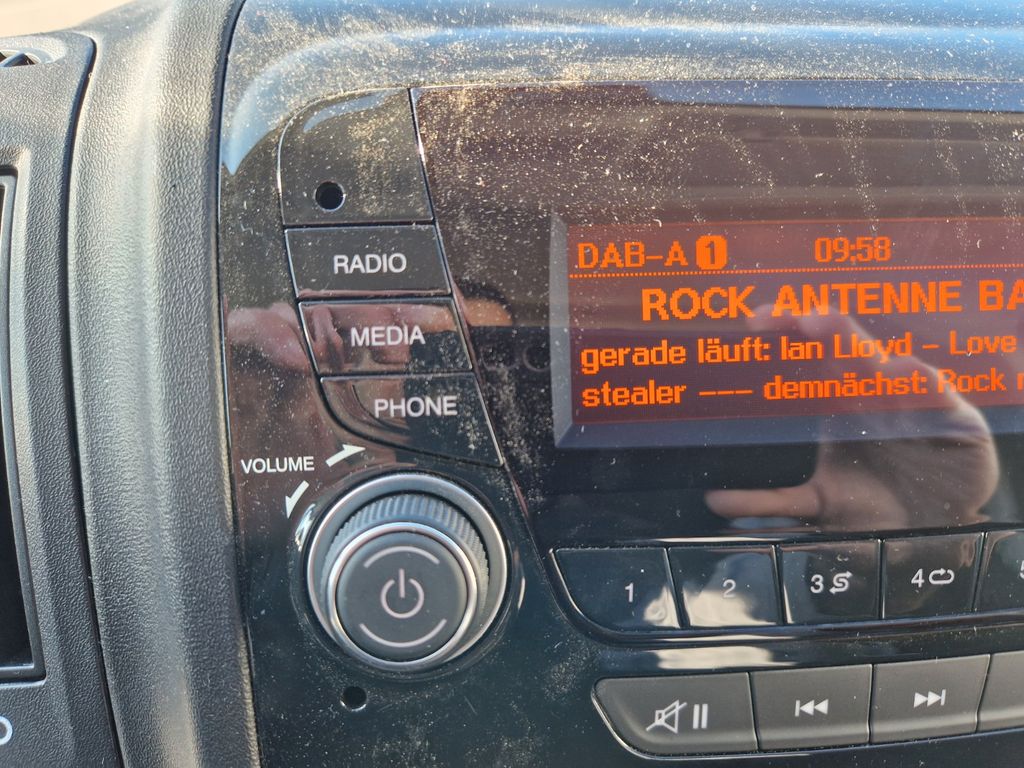 RADIO
MEDIA
PHONE
VOLUME
DAB-A 1 09:58
ROCK ANTENNE BA
gerade läuft: Ian Lloyd - Love
stealer --- demnächst: Rock
1 2 3 4